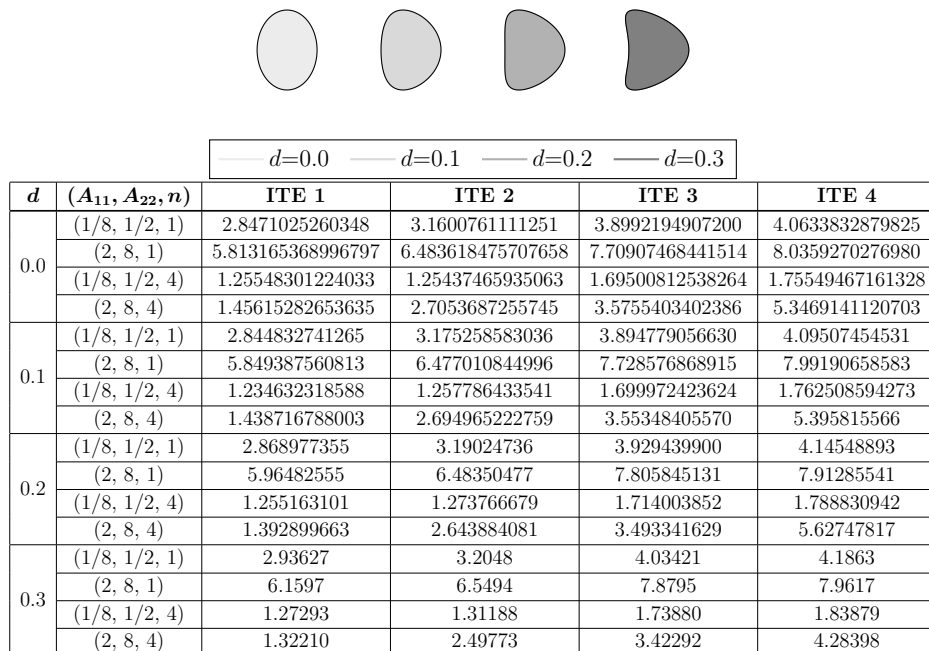 d=0.0 d=0.1 d=0.2 d=0.3
d (A₁₁, A₂₂, n) ITE 1 ITE 2 ITE 3 ITE 4
(1/8, 1/2, 1) 2.8471025260348 3.1600761111251 3.8992194907200 4.0633832879825
(2, 8, 1) 5.813165368996797 6.483618475707658 7.70907468441514 8.0359270276980
0.0
(1/8, 1/2, 4) 1.25548301224033 1.25437465935063 1.69500812538264 1.75549467161328
(2, 8, 4) 1.45615282653635 2.7053687255745 3.5755403402386 5.3469141120703
(1/8, 1/2, 1) 2.844832741265 3.175258583036 3.894779056630 4.09507454531
(2, 8, 1) 5.849387560813 6.477010844996 7.728576868915 7.99190658583
0.1
(1/8, 1/2, 4) 1.234632318588 1.257786433541 1.699972423624 1.762508594273
(2, 8, 4) 1.438716788003 2.694965222759 3.55348405570 5.395815566
(1/8, 1/2, 1) 2.868977355 3.19024736 3.929439900 4.14548893
(2, 8, 1) 5.96482555 6.48350477 7.805845131 7.91285541
0.2
(1/8, 1/2, 4) 1.255163101 1.273766679 1.714003852 1.788830942
(2, 8, 4) 1.392899663 2.643884081 3.493341629 5.62747817
(1/8, 1/2, 1) 2.93627 3.2048 4.03421 4.1863
(2, 8, 1) 6.1597 6.5494 7.8795 7.9617
0.3
(1/8, 1/2, 4) 1.27293 1.31188 1.73880 1.83879
(2, 8, 4) 1.32210 2.49773 3.42292 4.28398